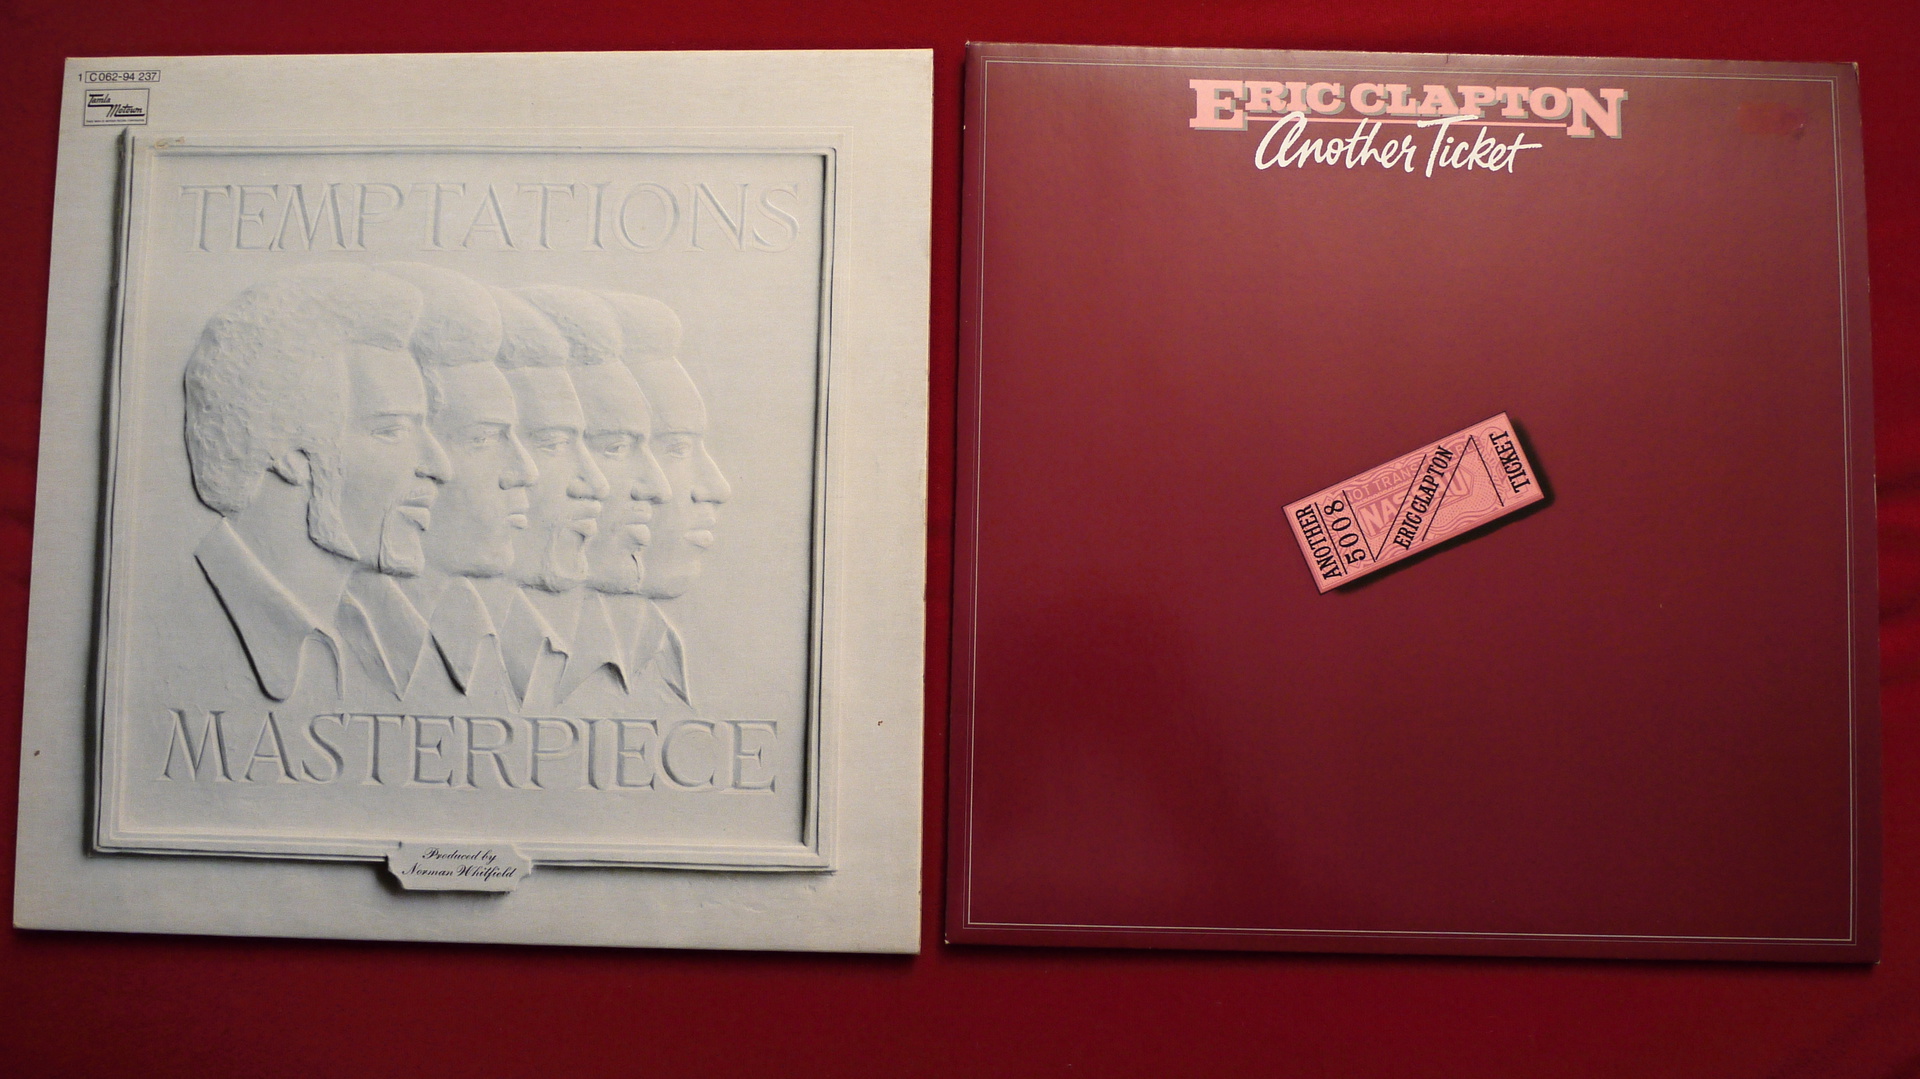 1 C 062-94 237
Tamla
Motown
TEMPTATIONS
MASTERPIECE
Produced by
Norman Whitfield
ERIC CLAPTON
Another Ticket
ANOTHER
5008
ERIC CLAPTON
TICKET